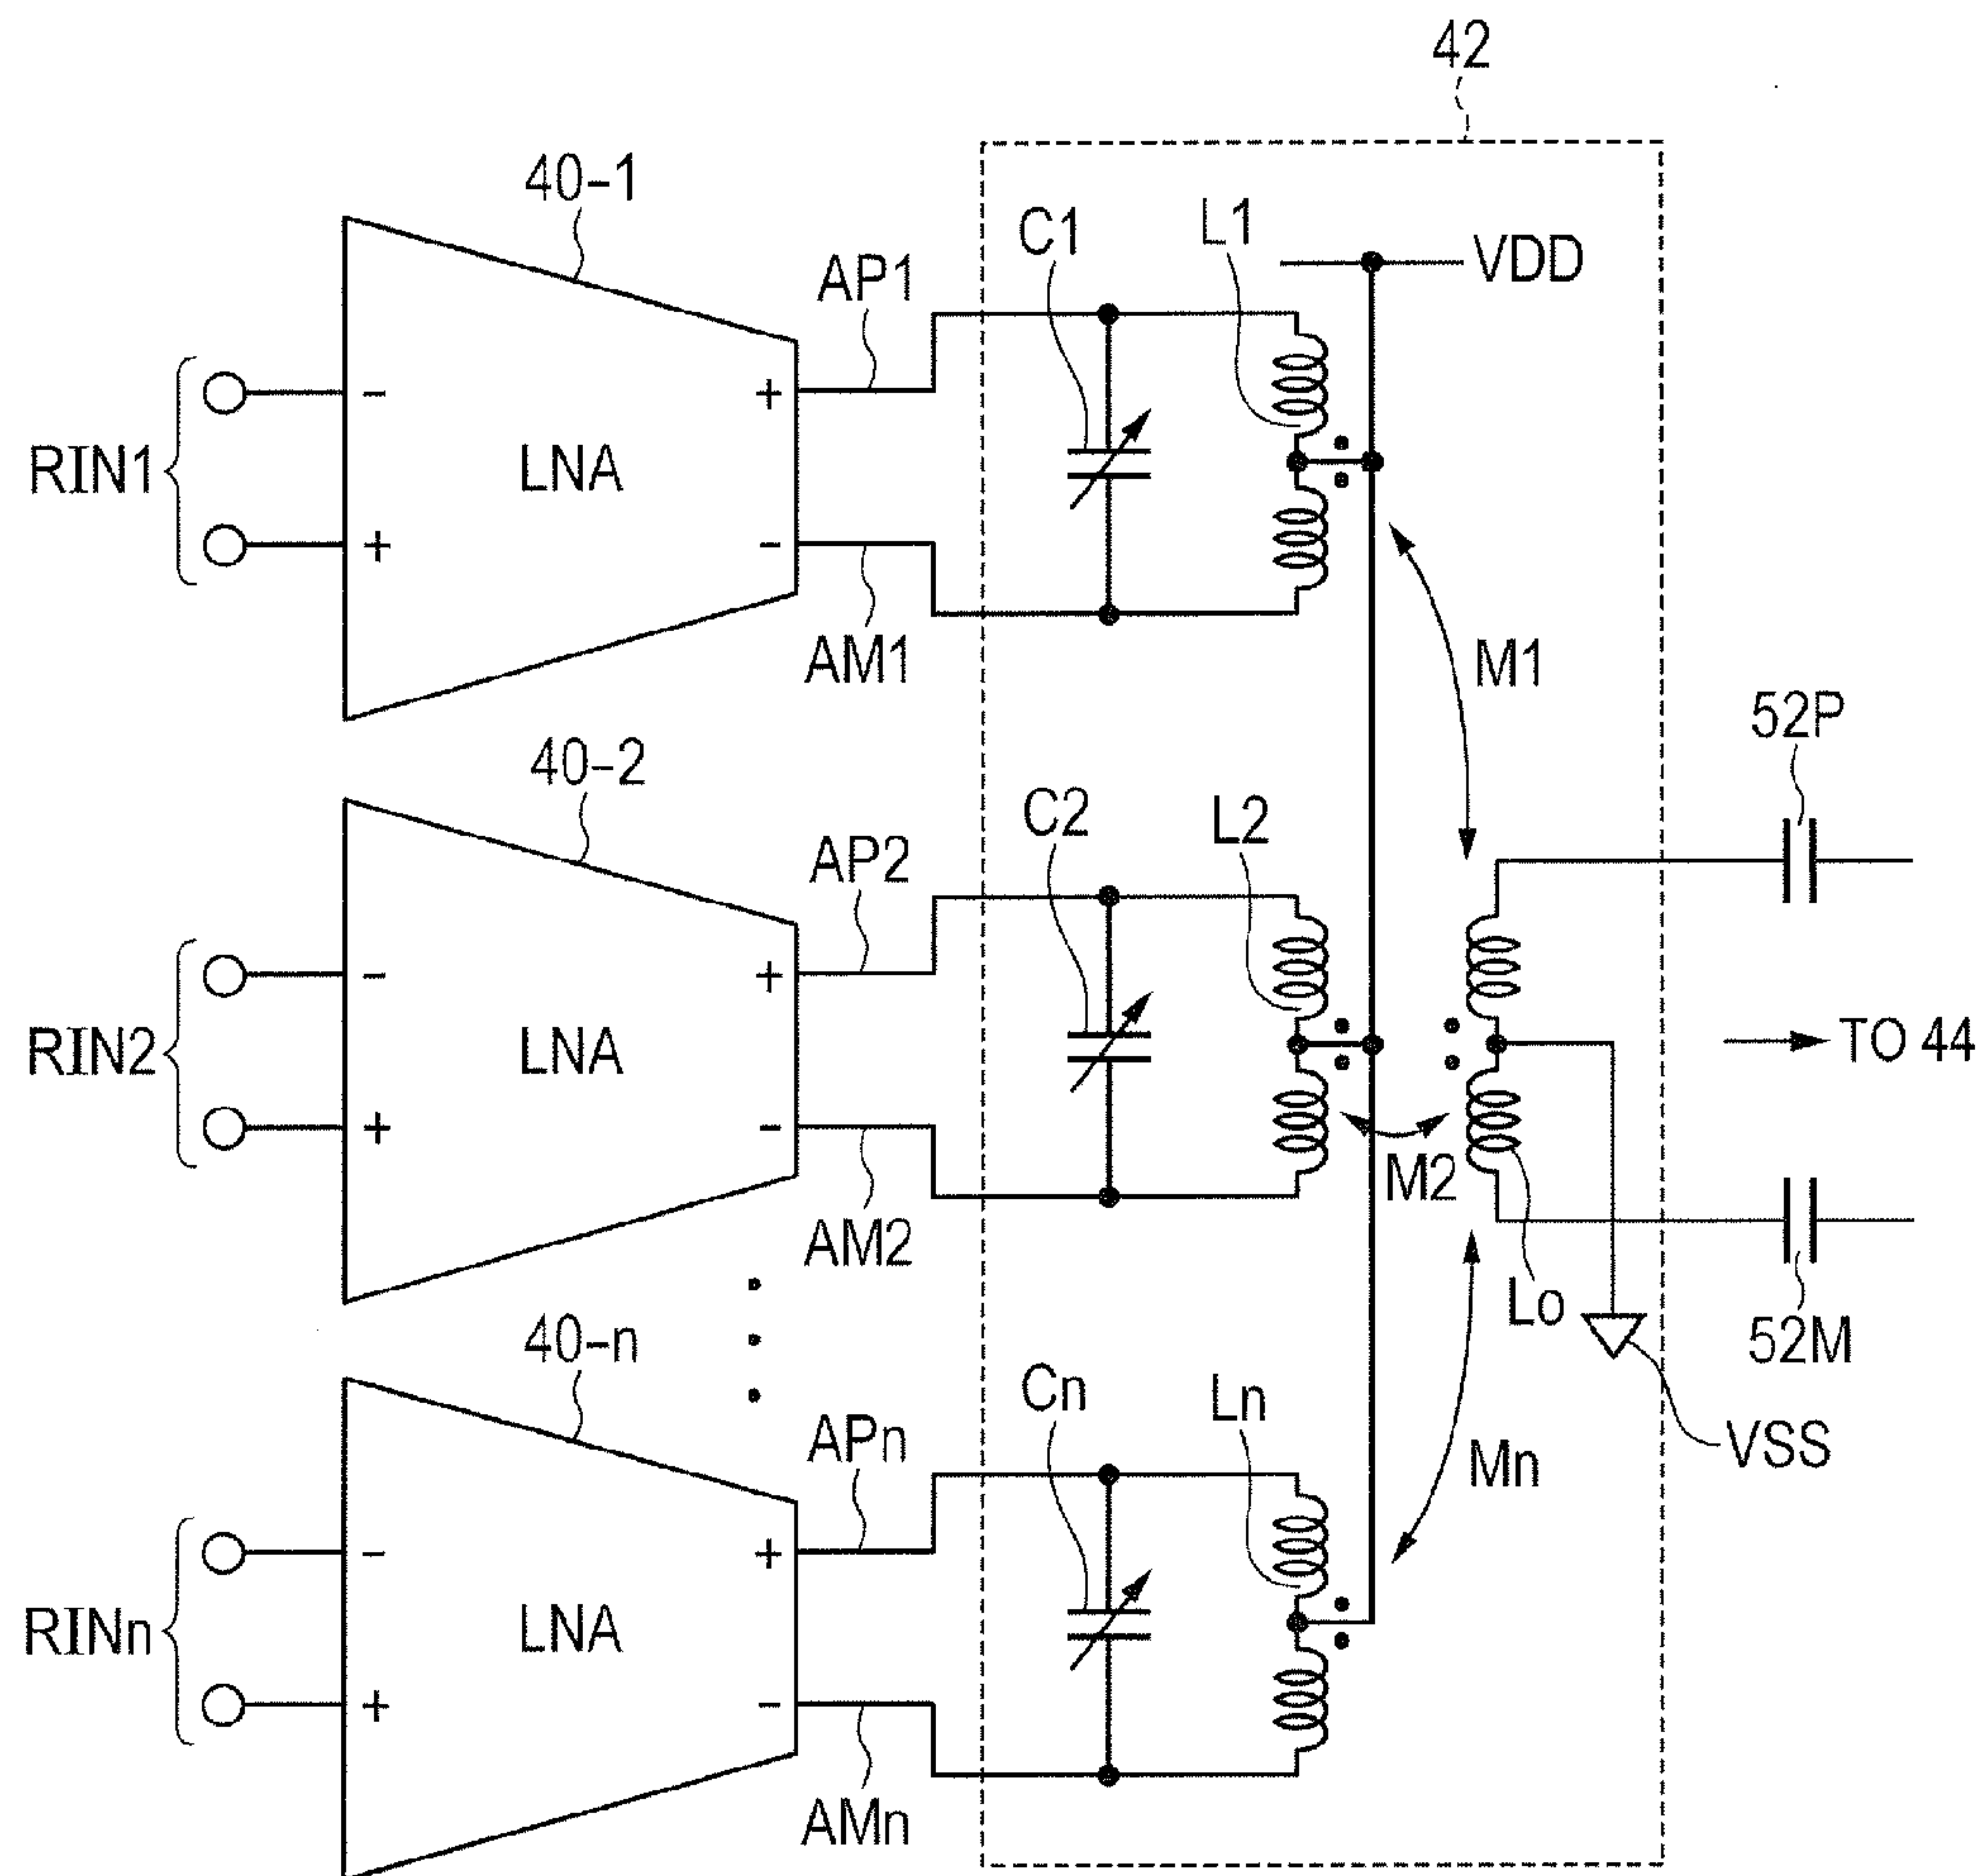 42
40-1
C1
L1
VDD
AP1
RIN1
-
+
LNA
+
-
AM1
M1
52P
40-2
C2
L2
AP2
RIN2
-
+
LNA
+
-
TO 44
M2
AM2
Lo
52M
40-n
Cn
Ln
APn
Mn
VSS
RINn
-
+
LNA
+
-
AMn